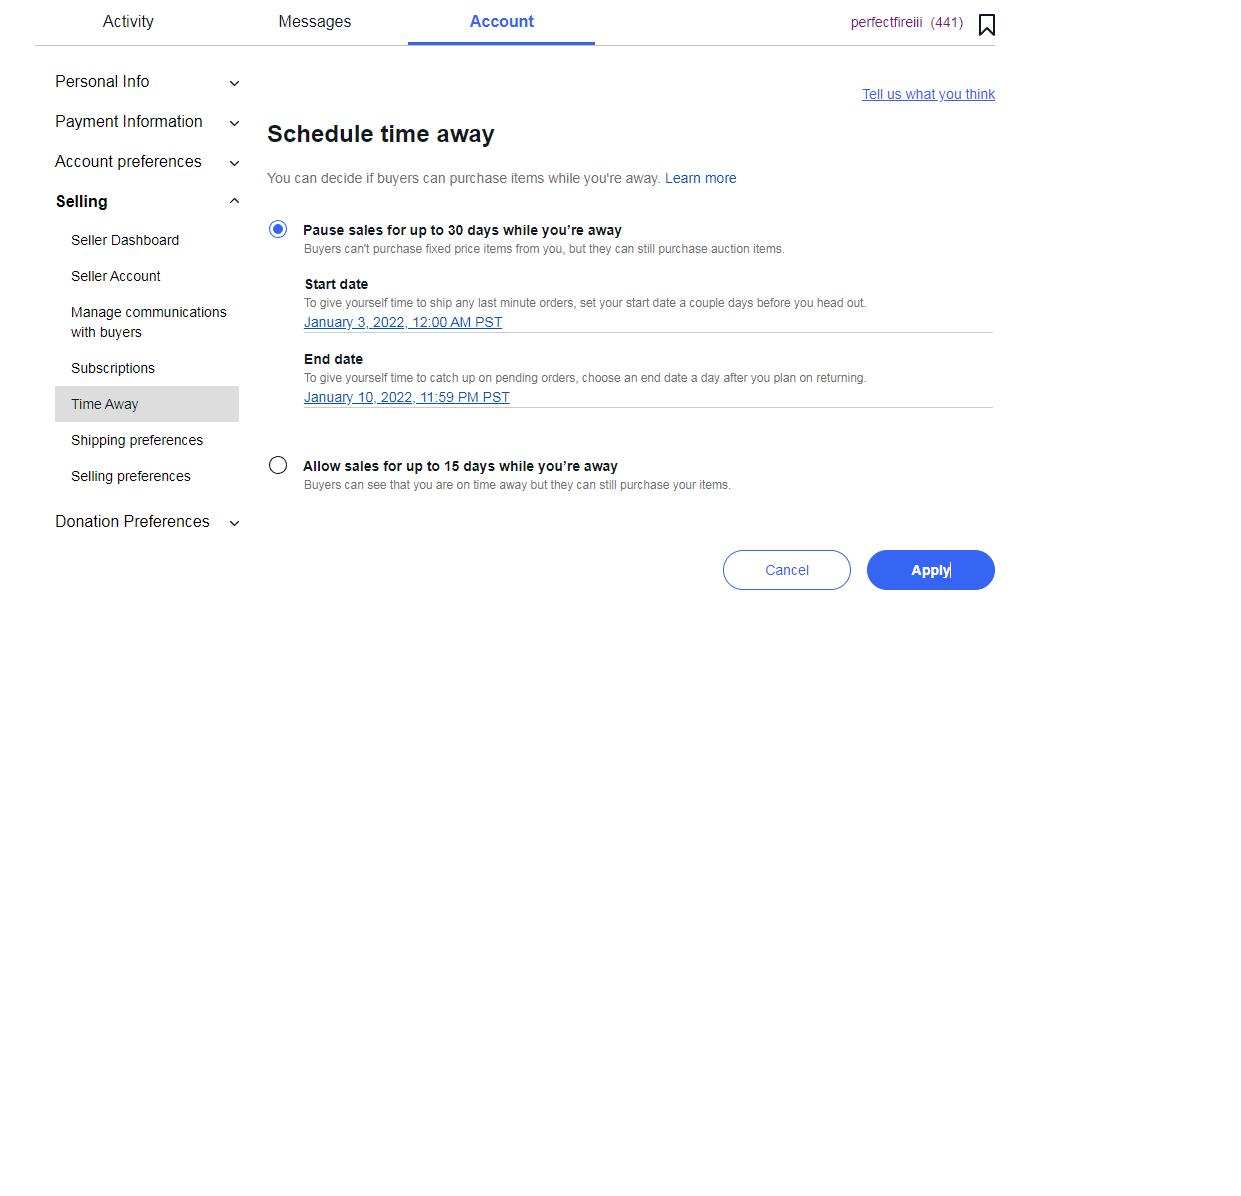 Activity Messages Account perfectfireiii (441)
Personal Info
Payment Information
Account preferences
Selling
Seller Dashboard
Seller Account
Manage communications
with buyers
Subscriptions
Time Away
Shipping preferences
Selling preferences
Donation Preferences
Tell us what you think
Schedule time away
You can decide if buyers can purchase items while you're away. Learn more
Pause sales for up to 30 days while you’re away
Buyers can't purchase fixed price items from you, but they can still purchase auction items.
Start date
To give yourself time to ship any last minute orders, set your start date a couple days before you head out.
January 3, 2022, 12:00 AM PST
End date
To give yourself time to catch up on pending orders, choose an end date a day after you plan on returning.
January 10, 2022, 11:59 PM PST
Allow sales for up to 15 days while you’re away
Buyers can see that you are on time away but they can still purchase your items.
Cancel Apply